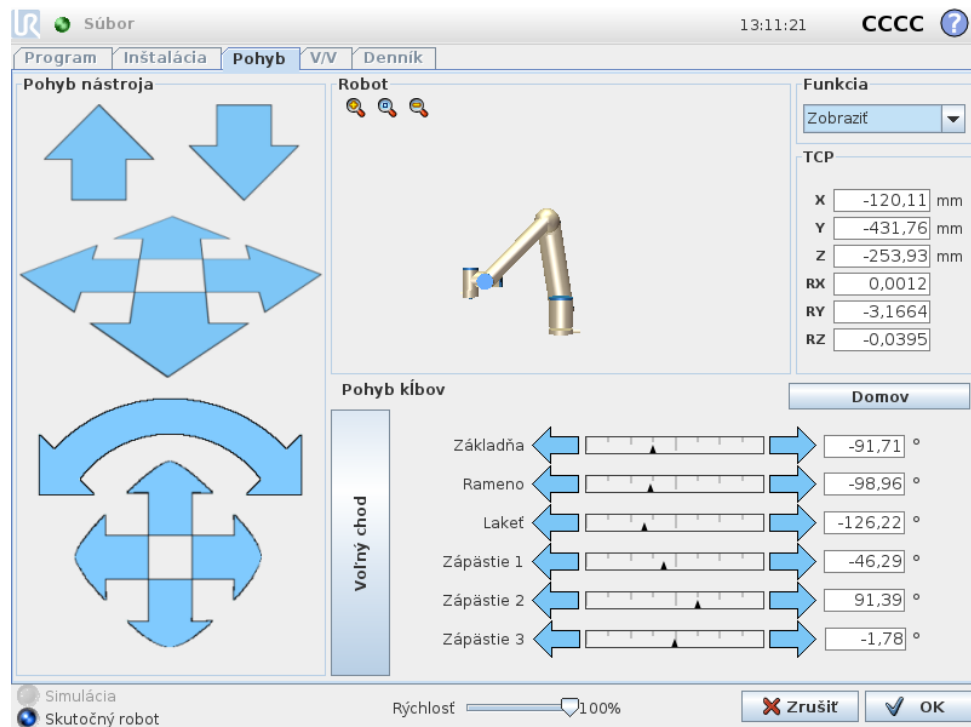 UR Súbor 13:11:21 CCCC ?
Program Inštalácia Pohyb V/V Denník
Pohyb nástroja
Robot
Funkcia
Zobraziť
TCP
X -120,11 mm
Y -431,76 mm
Z -253,93 mm
RX 0,0012
RY -3,1664
RZ -0,0395
Pohyb kĺbov
Domov
Voľný chod
Základňa -91,71 °
Rameno -98,96 °
Lakeť -126,22 °
Zápästie 1 -46,29 °
Zápästie 2 91,39 °
Zápästie 3 -1,78 °
Simulácia
Skutočný robot
Rýchlosť 100%
Zrušiť
OK